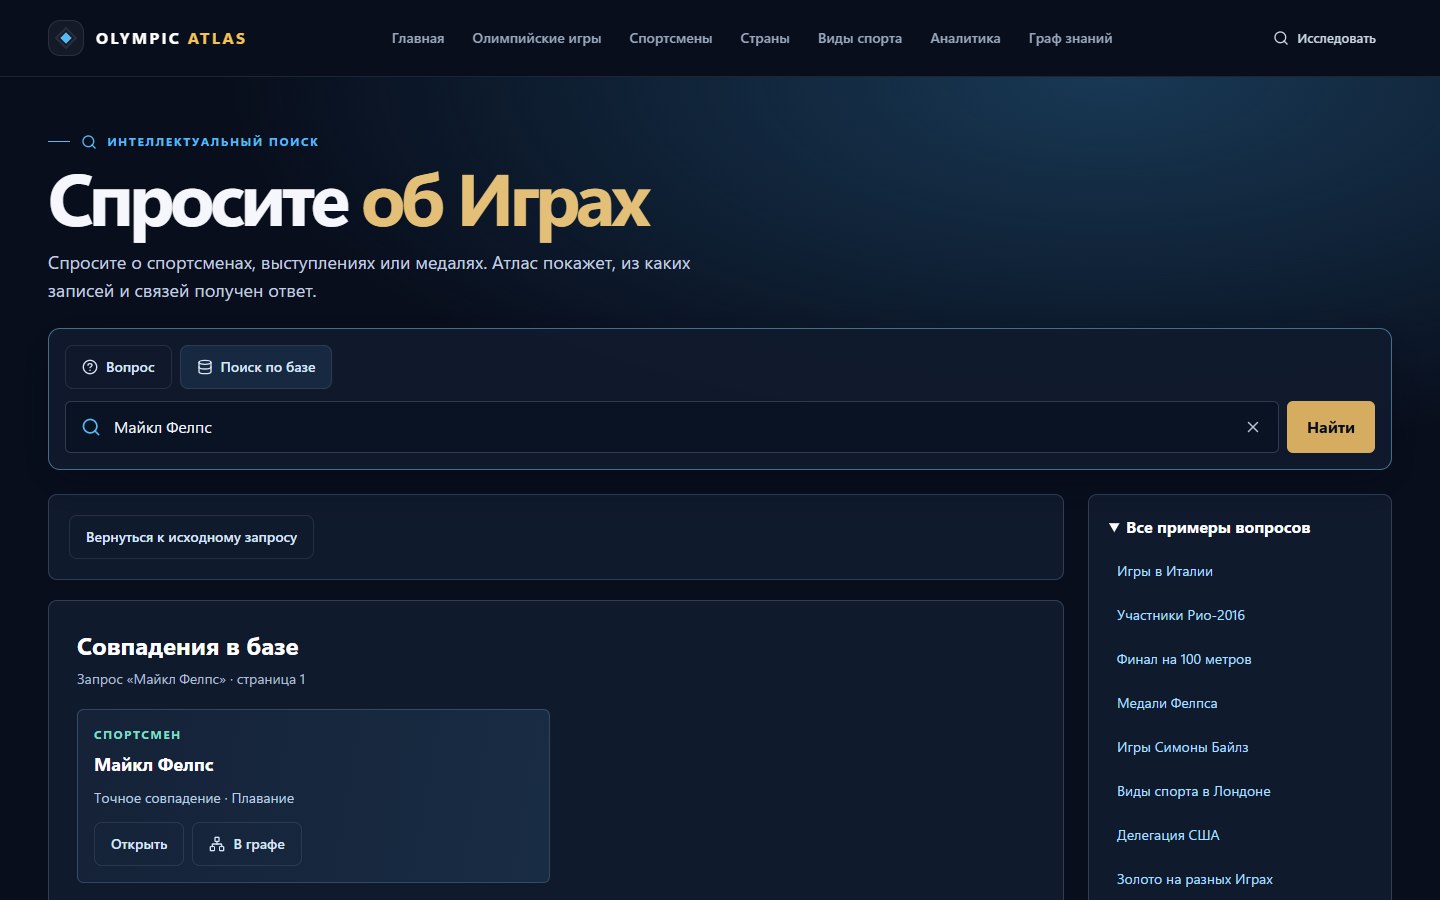 OLYMPIC ATLAS
Главная
Олимпийские игры
Спортсмены
Страны
Виды спорта
Аналитика
Граф знаний
Исследовать
ИНТЕЛЛЕКТУАЛЬНЫЙ ПОИСК
Спросите об Играх
Спросите о спортсменах, выступлениях или медалях. Атлас покажет, из каких
записей и связей получен ответ.
Вопрос
Поиск по базе
Майкл Фелпс
Найти
Вернуться к исходному запросу
Совпадения в базе
Запрос «Майкл Фелпс» · страница 1
СПОРТСМЕН
Майкл Фелпс
Точное совпадение · Плавание
Открыть
В графе
Все примеры вопросов
Игры в Италии
Участники Рио-2016
Финал на 100 метров
Медали Фелпса
Игры Симоны Байлз
Виды спорта в Лондоне
Делегация США
Золото на разных Играх